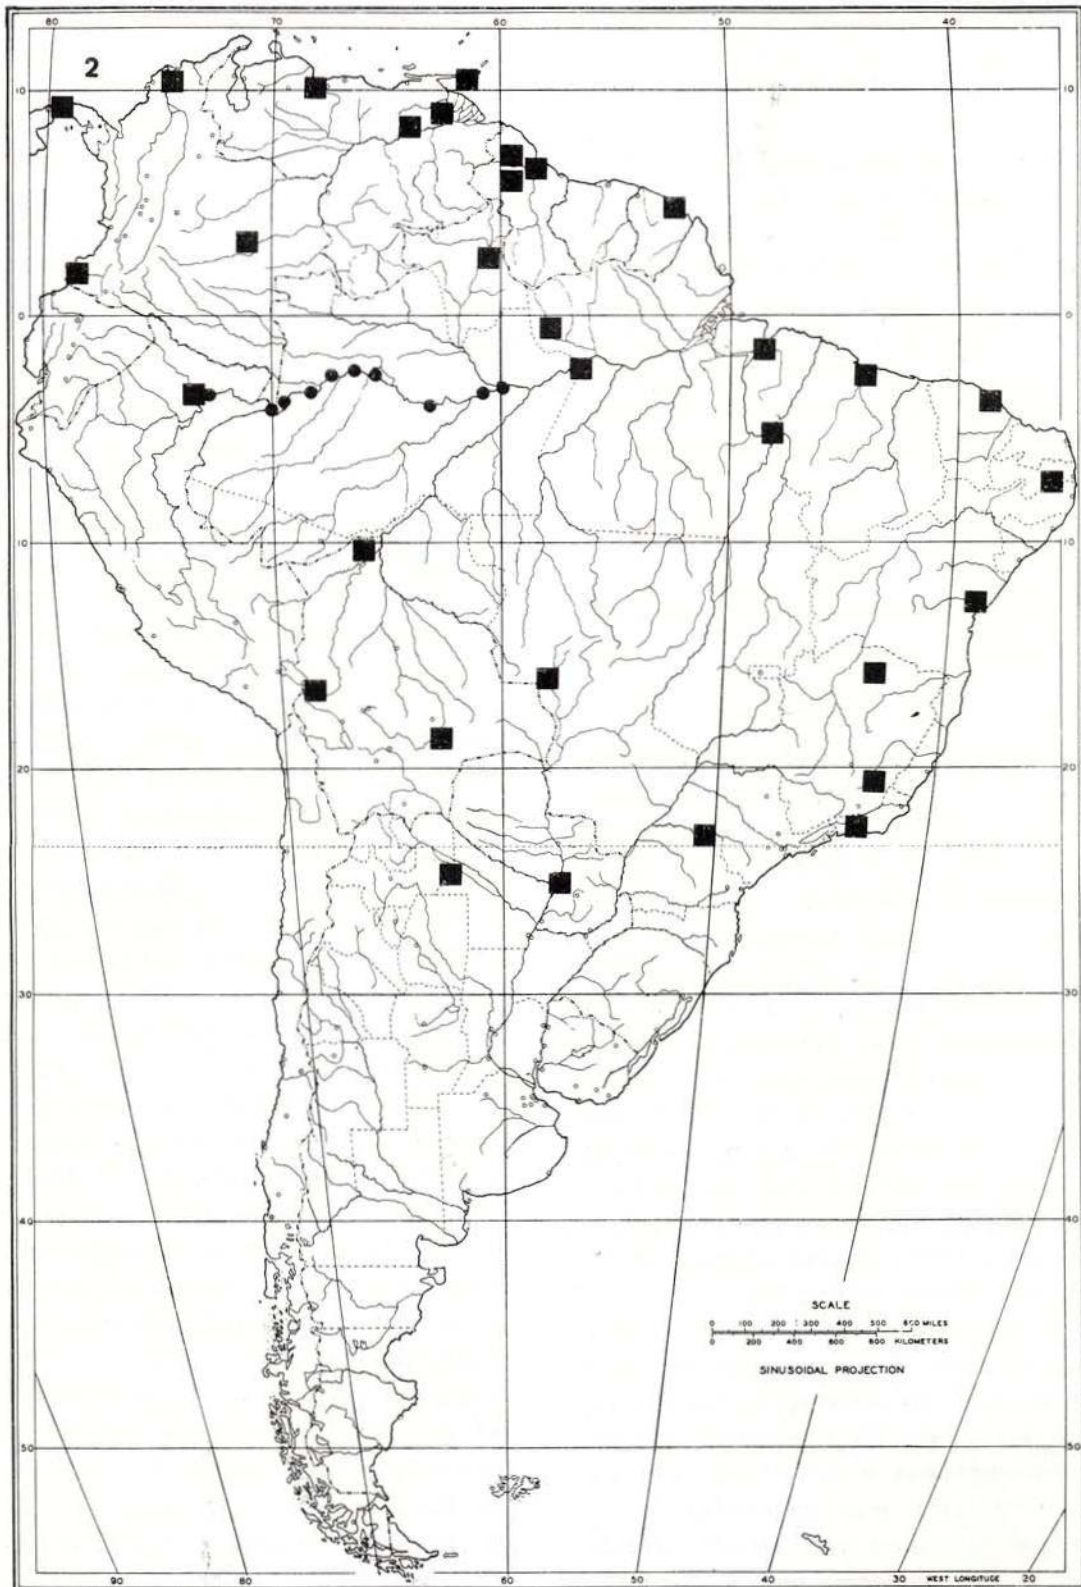 80 70 60 50 40
2
10 10
0 0
10 10
20 20
30 30
40 40
SCALE
0 100 200 300 400 500 600 MILES
0 200 400 600 800 KILOMETERS
SINUSOIDAL PROJECTION
50 50
90 80 60 50 40 30 WEST LONGITUDE 20